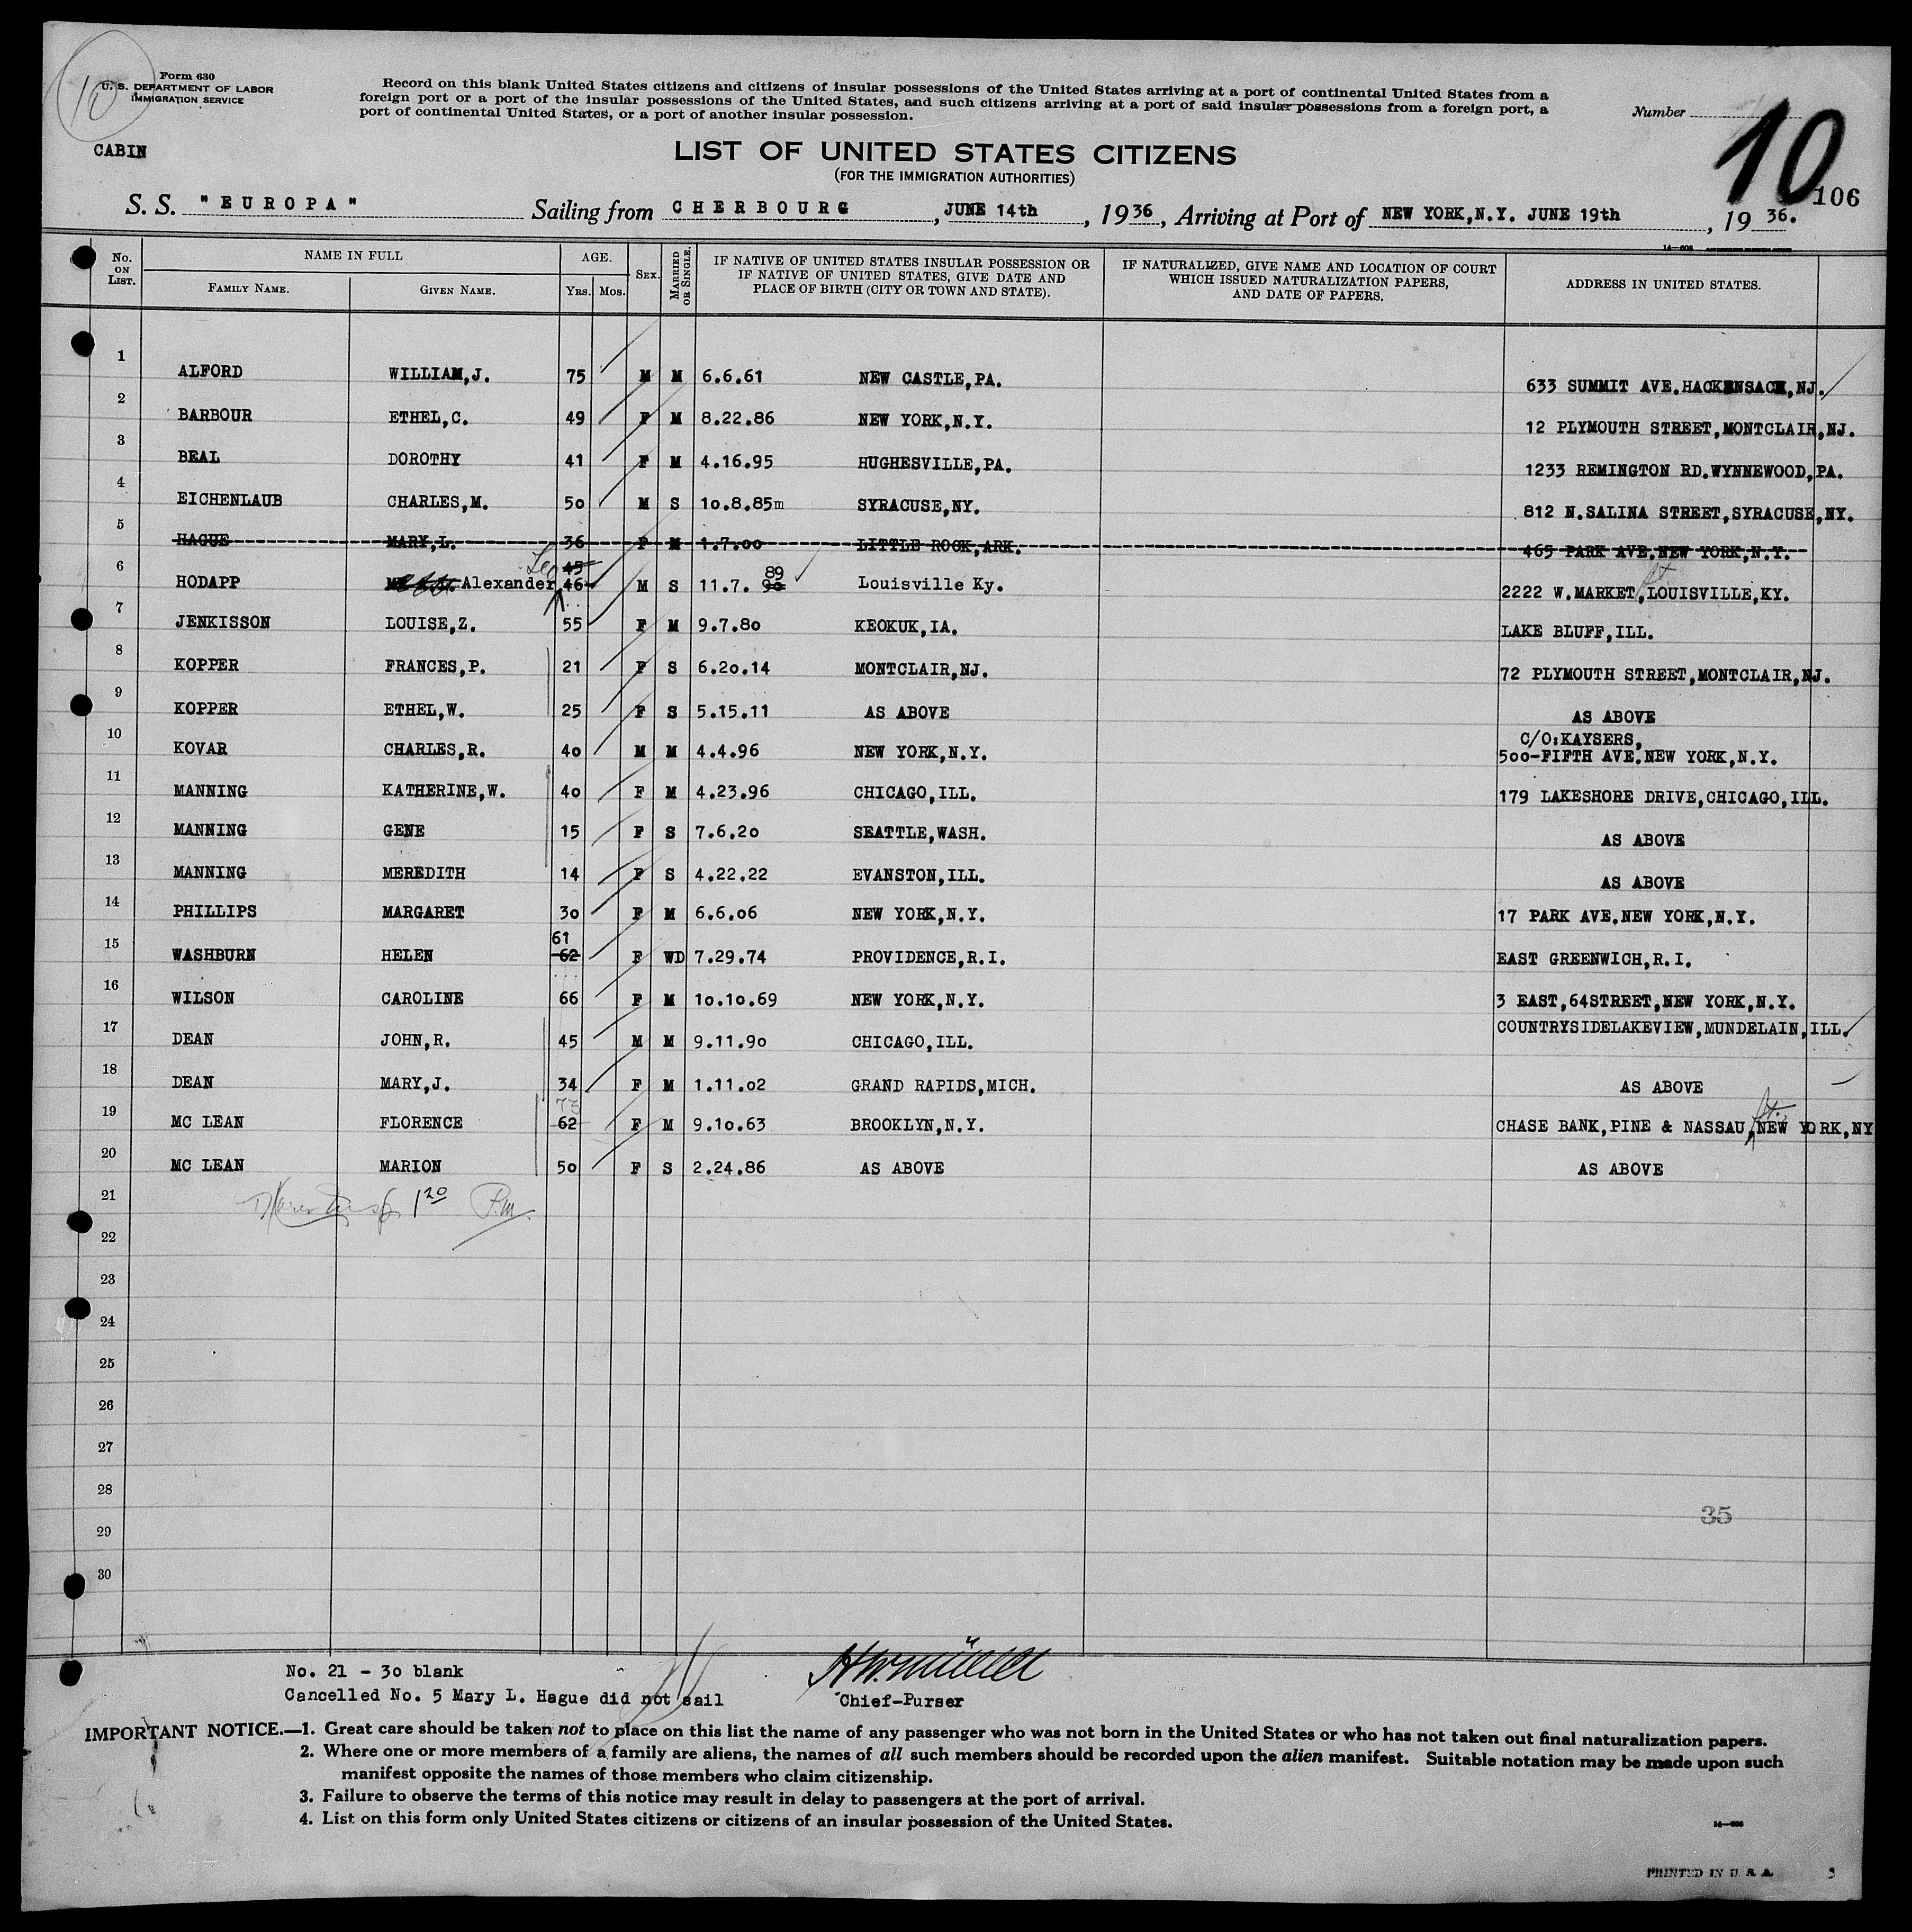 10
Form 630
U. S. DEPARTMENT OF LABOR
IMMIGRATION SERVICE
CABIN
Record on this blank United States citizens and citizens of insular possessions of the United States arriving at a port of continental United States from a
foreign port or a port of the insular possessions of the United States, and such citizens arriving at a port of said insular possessions from a foreign port, a
port of continental United States, or a port of another insular possession.
Number
10
106
LIST OF UNITED STATES CITIZENS
(FOR THE IMMIGRATION AUTHORITIES)
S. S. "EUROPA" Sailing from CHERBOURG, JUNE 14th, 1936, Arriving at Port of NEW YORK,N.Y. JUNE 19th, 19 36.
14—608
No. ON LIST. NAME IN FULL FAMILY NAME. GIVEN NAME. AGE. YRS. MOS. SEX. MARRIED OR SINGLE. IF NATIVE OF UNITED STATES INSULAR POSSESSION OR IF NATIVE OF UNITED STATES, GIVE DATE AND PLACE OF BIRTH (CITY OR TOWN AND STATE). IF NATURALIZED, GIVE NAME AND LOCATION OF COURT WHICH ISSUED NATURALIZATION PAPERS, AND DATE OF PAPERS. ADDRESS IN UNITED STATES.
1 ALFORD WILLIAM,J. 75 M M 6.6.61 NEW CASTLE,PA. 633 SUMMIT AVE.HACKENSACK,NJ.
2 BARBOUR ETHEL,C. 49 F M 8.22.86 NEW YORK,N.Y. 12 PLYMOUTH STREET,MONTCLAIR,NJ.
3 BEAL DOROTHY 41 F M 4.16.95 HUGHESVILLE,PA. 1233 REMINGTON RD.WYNNEWOOD,PA.
4 EICHENLAUB CHARLES,M. 50 M S 10.8.85m SYRACUSE,NY. 812 N.SALINA STREET,SYRACUSE,NY.
5 HAGUE MARY,L. 36 F M 1.7.00 LITTLE ROCK,ARK. 465 PARK AVE.NEW YORK,N.Y.
Leo 45 89
6 HODAPP Alexander 46 M S 11.7. 90 Louisville Ky. 2222 W.MARKET st,LOUISVILLE,KY.
7 JENKISSON LOUISE,Z. 55 F M 9.7.80 KEOKUK,IA. LAKE BLUFF,ILL.
8 KOPPER FRANCES,P. 21 F S 6.20.14 MONTCLAIR,NJ. 72 PLYMOUTH STREET,MONTCLAIR,NJ.
9 KOPPER ETHEL,W. 25 F S 5.15.11 AS ABOVE AS ABOVE
C/O:KAYSERS,
10 KOVAR CHARLES,R. 40 M M 4.4.96 NEW YORK,N.Y. 500-FIFTH AVE.NEW YORK,N.Y.
11 MANNING KATHERINE,W. 40 F M 4.23.96 CHICAGO,ILL. 179 LAKESHORE DRIVE,CHICAGO,ILL.
12 MANNING GENE 15 F S 7.6.20 SEATTLE,WASH. AS ABOVE
13 MANNING MEREDITH 14 F S 4.22.22 EVANSTON,ILL. AS ABOVE
14 PHILLIPS MARGARET 30 F M 6.6.06 NEW YORK,N.Y. 17 PARK AVE.NEW YORK,N.Y.
61
15 WASHBURN HELEN 62 F WD 7.29.74 PROVIDENCE,R.I. EAST GREENWICH,R.I.
16 WILSON CAROLINE 66 F M 10.10.69 NEW YORK,N.Y. 3 EAST,64STREET,NEW YORK,N.Y.
17 DEAN JOHN,R. 45 M M 9.11.90 CHICAGO,ILL. COUNTRYSIDELAKEVIEW,MUNDELAIN,ILL.
18 DEAN MARY,J. 34 F M 1.11.02 GRAND RAPIDS,MICH. AS ABOVE
73
19 MC LEAN FLORENCE 62 F M 9.10.63 BROOKLYN,N.Y. CHASE BANK,PINE & NASSAU st.,NEW YORK,NY
20 MC LEAN MARION 50 F S 2.24.86 AS ABOVE AS ABOVE
21 1 20 P.m.
22
23
24
25
26
27
28
35
29
30
No. 21 - 30 blank
Cancelled No. 5 Mary L. Hague did not sail
Chief-Purser
IMPORTANT NOTICE.—1. Great care should be taken not to place on this list the name of any passenger who was not born in the United States or who has not taken out final naturalization papers.
2. Where one or more members of a family are aliens, the names of all such members should be recorded upon the alien manifest. Suitable notation may be made upon such
manifest opposite the names of those members who claim citizenship.
3. Failure to observe the terms of this notice may result in delay to passengers at the port of arrival.
4. List on this form only United States citizens or citizens of an insular possession of the United States.
14—608
PRINTED IN U. S. A.